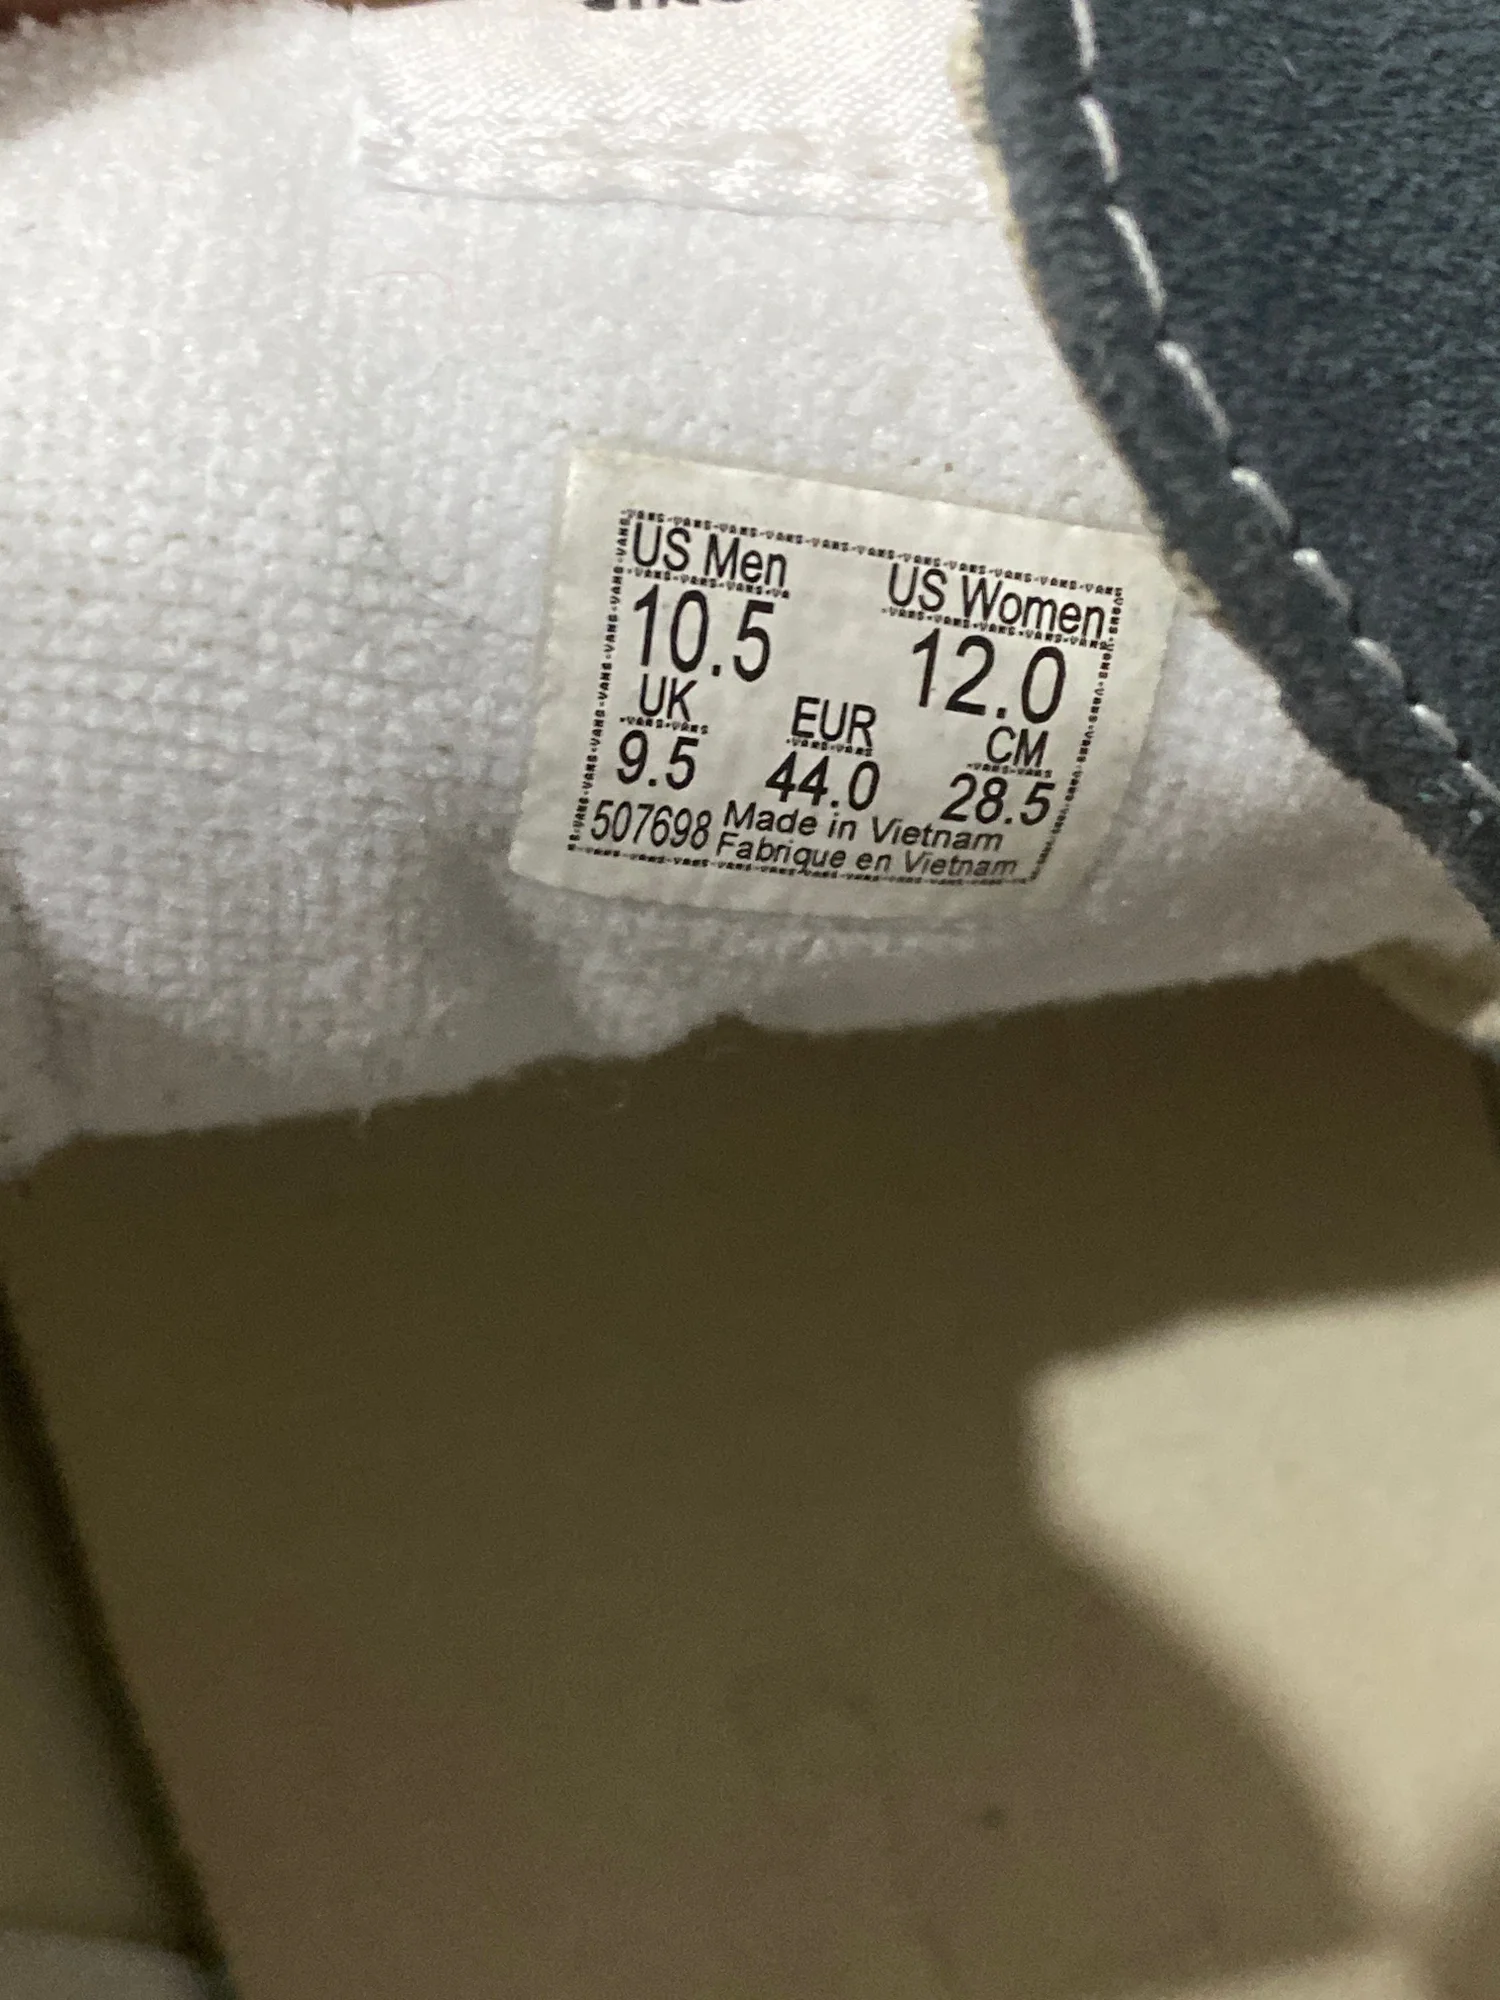 US Men US Women
10.5 12.0
UK EUR CM
9.5 44.0 28.5
507698 Made in Vietnam
Fabrique en Vietnam